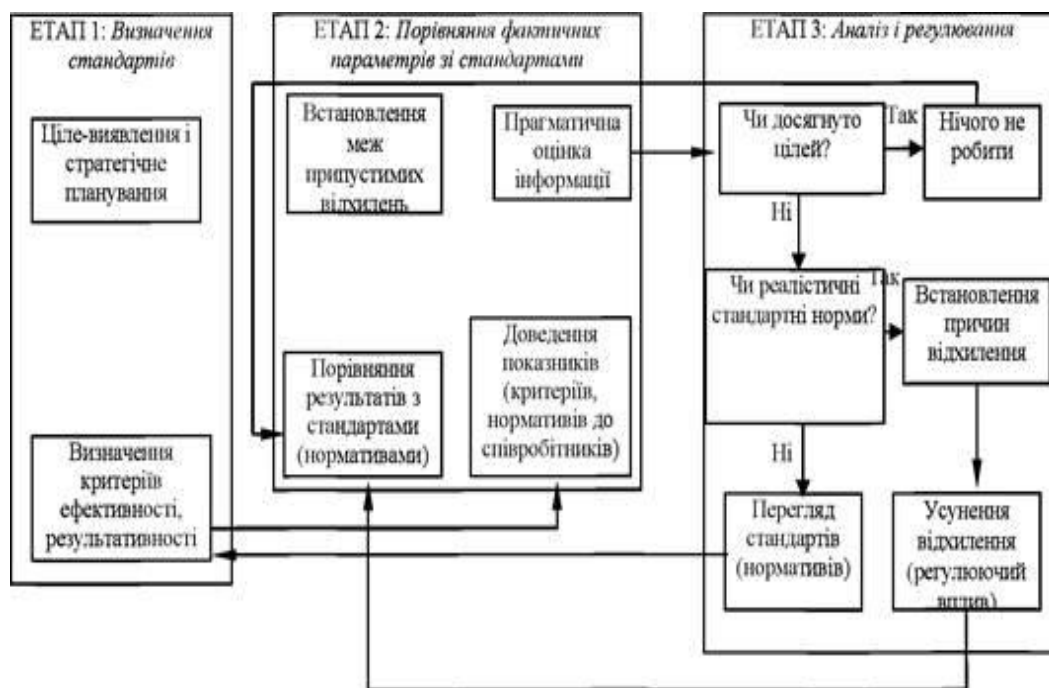 ЕТАП 1: Визначення
стандартів
Ціле-виявлення і
стратегічне
планування
Визначення
критеріїв
ефективності,
результативності
ЕТАП 2: Порівняння фактичних
параметрів зі стандартами
Встановлення
меж
припустимих
відхилень
Прагматична
оцінка
інформації
Порівняння
результатів з
стандартами
(нормативами)
Доведення
показників
(критеріїв,
нормативів до
співробітників)
ЕТАП 3: Аналіз і регулювання
Чи досягнуто
цілей?
Так
Нічого не
робити
Ні
Чи реалістичні
стандартні норми?
Так
Встановлення
причин
відхилення
Ні
Перегляд
стандартів
(нормативів)
Усунення
відхилення
(регулюючий
вплив)